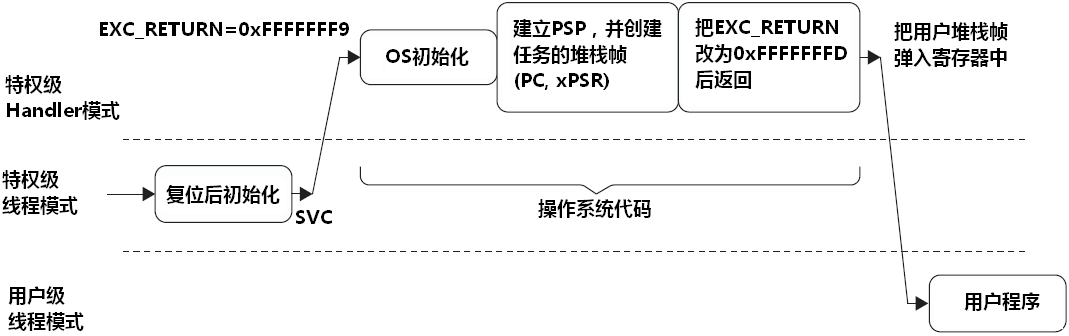 EXC_RETURN=0xFFFFFFF9
OS初始化
建立PSP，并创建
任务的堆栈帧
(PC, xPSR)
把EXC_RETURN
改为0xFFFFFFFD
后返回
把用户堆栈帧
弹入寄存器中
特权级
Handler模式
特权级
线程模式
复位后初始化
SVC
操作系统代码
用户级
线程模式
用户程序